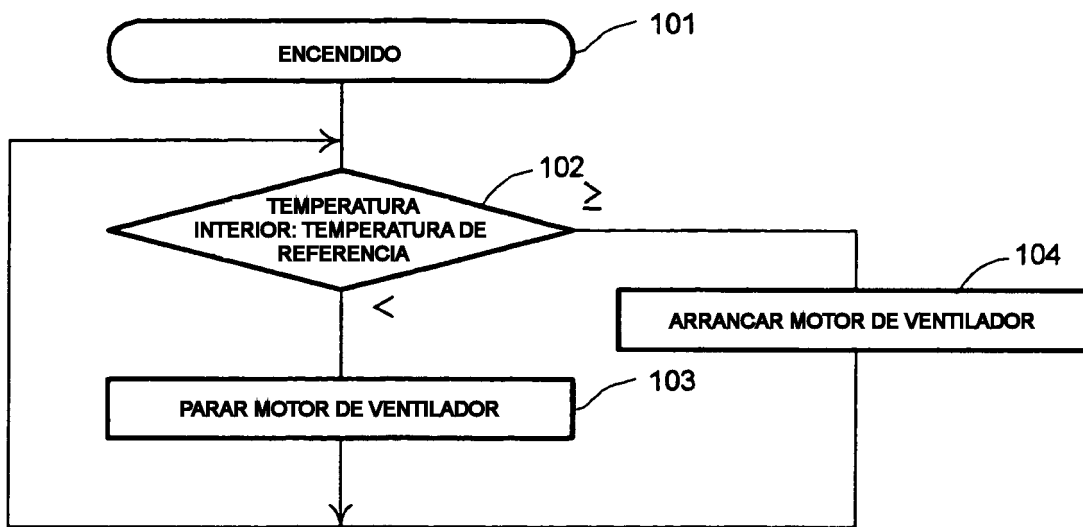 101
ENCENDIDO
102
≥
TEMPERATURA
INTERIOR: TEMPERATURA DE
REFERENCIA
104
<
ARRANCAR MOTOR DE VENTILADOR
103
PARAR MOTOR DE VENTILADOR